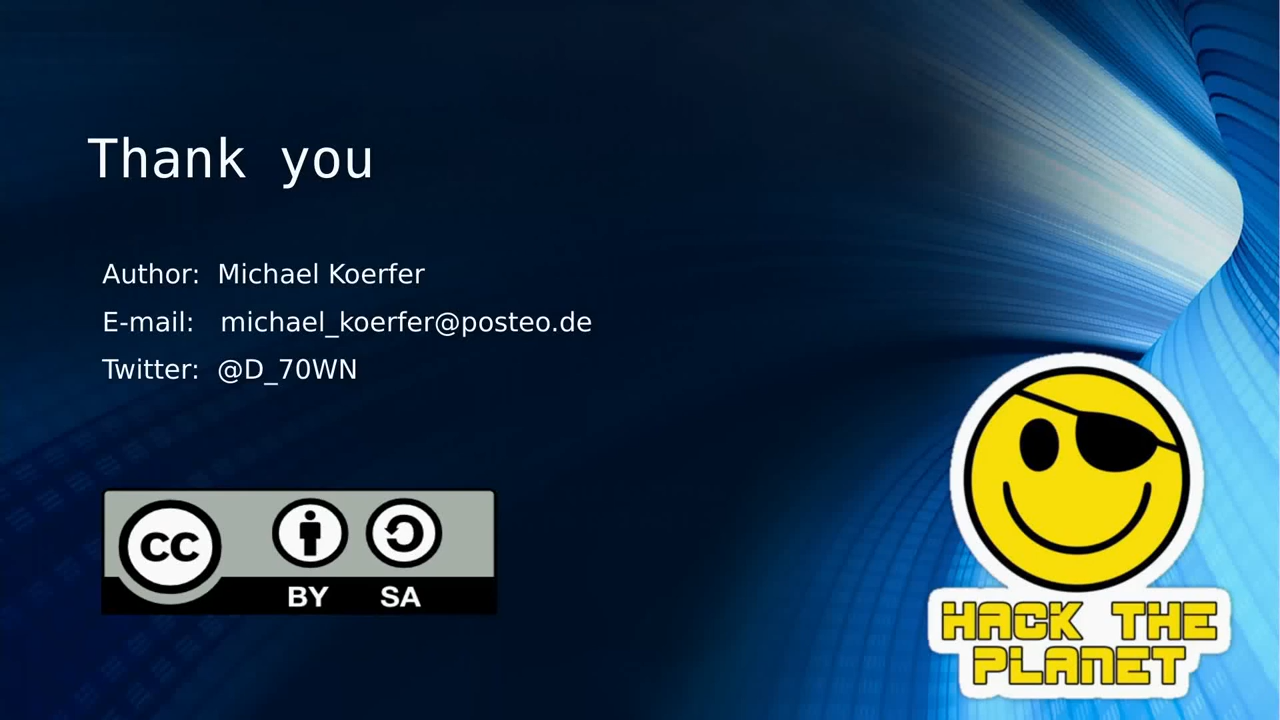 Thank you
Author: Michael Koerfer
E-mail: michael_koerfer@posteo.de
Twitter: @D_70WN
CC
BY SA
HACK THE
PLANET